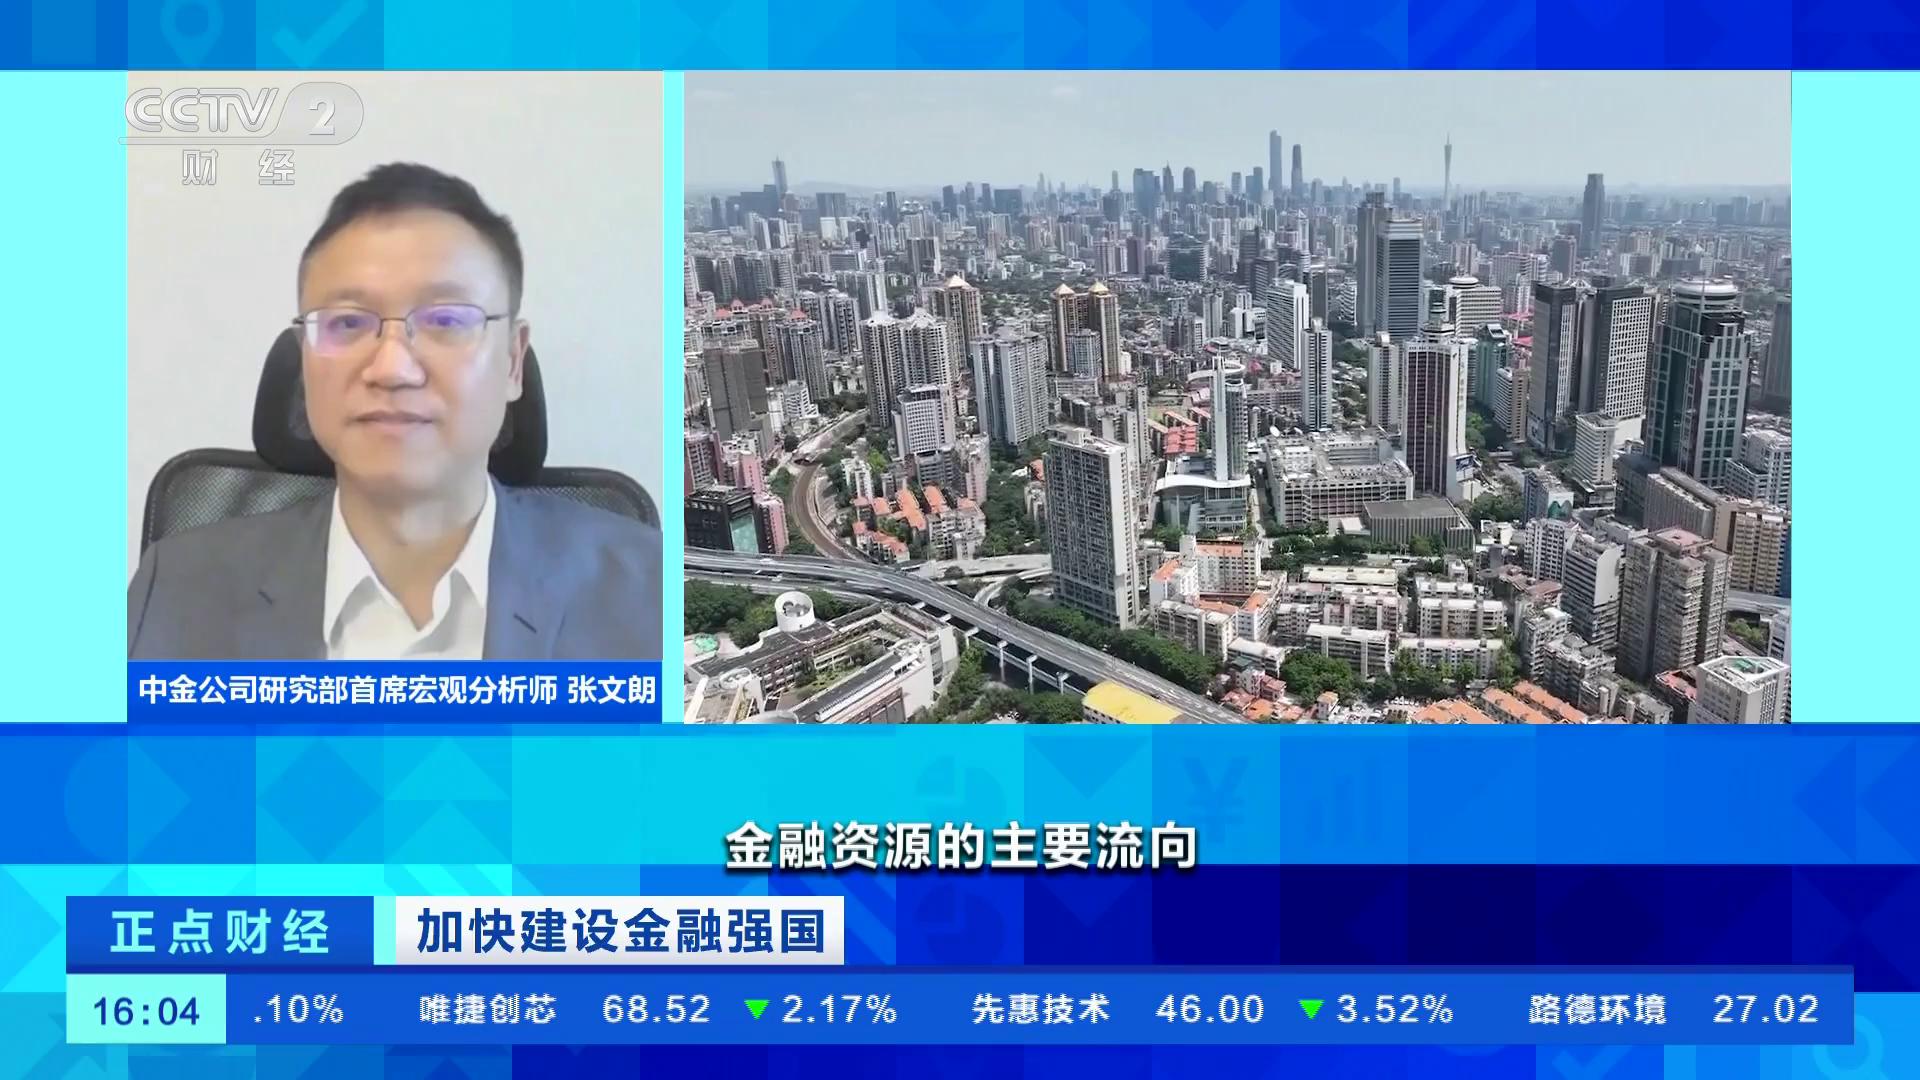 CCTV 2
财 经
中金公司研究部首席宏观分析师 张文朗
金融资源的主要流向
正点财经
加快建设金融强国
16:04
.10% 唯捷创芯 68.52 ▼2.17% 先惠技术 46.00 ▼3.52% 路德环境 27.02